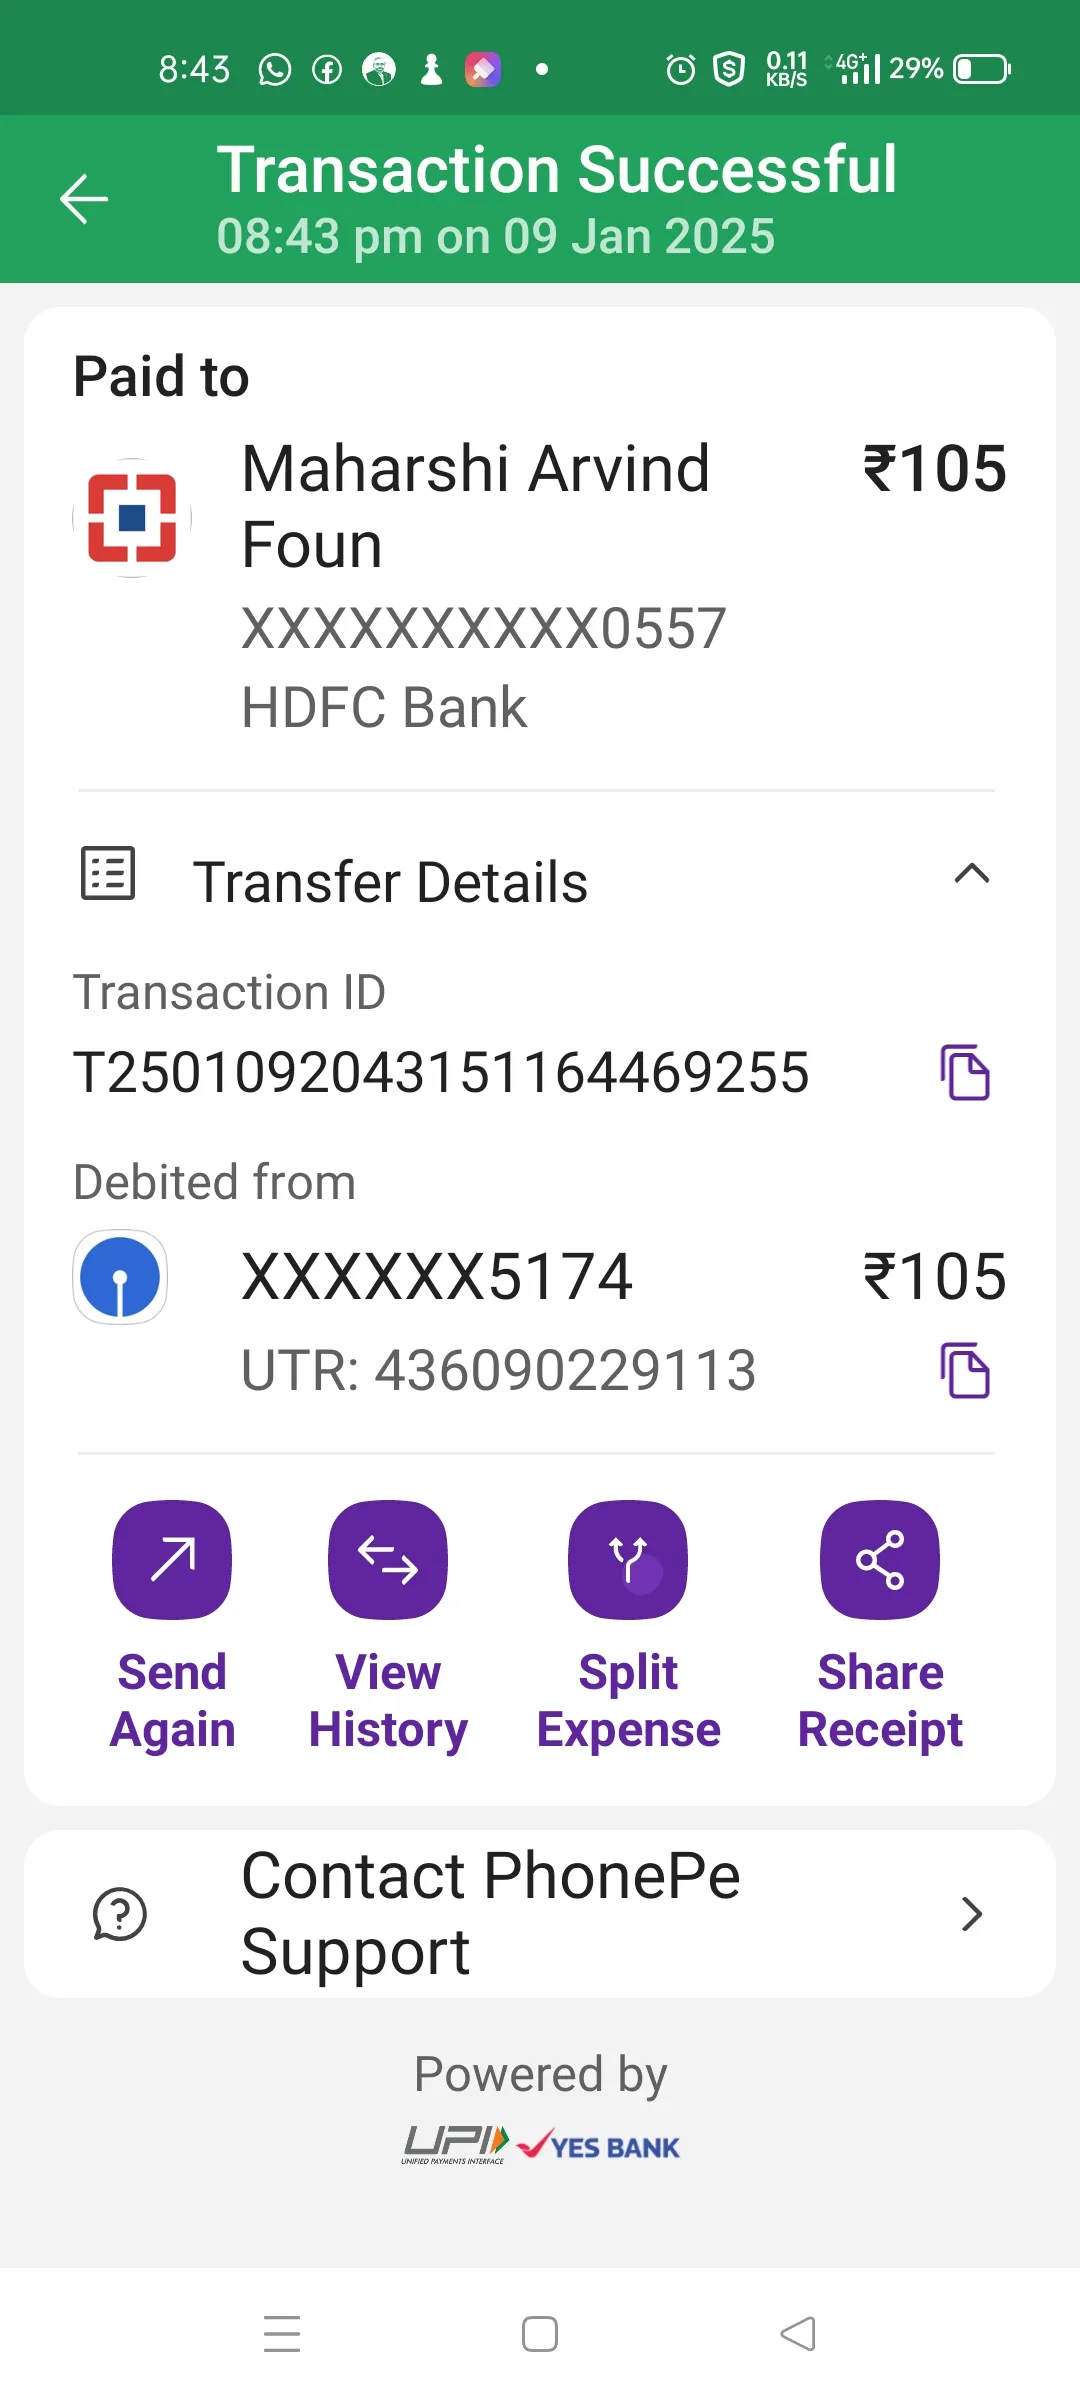 8:43
0.11
KB/S
4G+
29%
Transaction Successful
08:43 pm on 09 Jan 2025
Paid to
Maharshi Arvind
Foun
₹105
XXXXXXXXXX0557
HDFC Bank
Transfer Details
Transaction ID
T2501092043151164469255
Debited from
XXXXXX5174
₹105
UTR: 436090229113
Send
Again
View
History
Split
Expense
Share
Receipt
Contact PhonePe
Support
Powered by
UPI
UNIFIED PAYMENTS INTERFACE
YES BANK